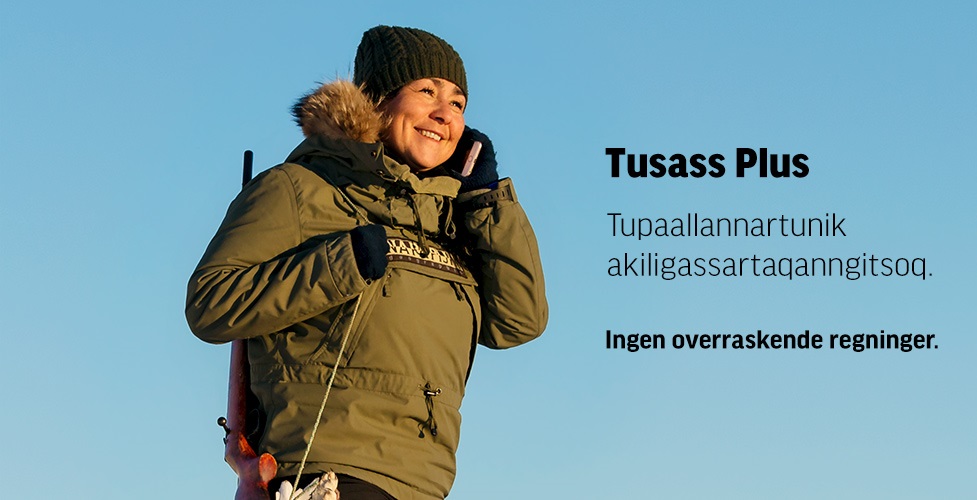 Tusass Plus
Tupaallannartunik
akiligassartaqanngitsoq.
Ingen overraskende regninger.